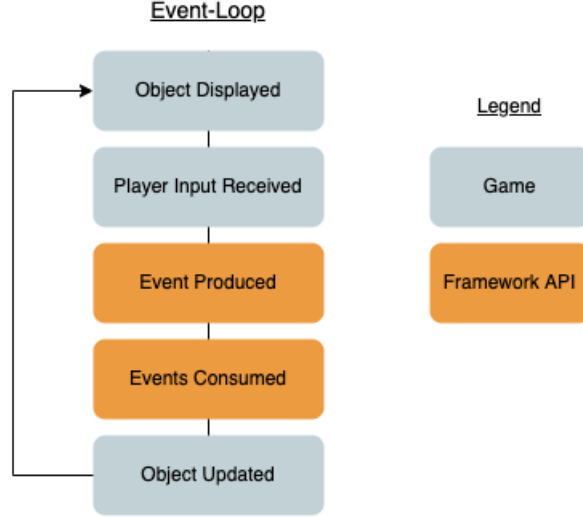 Event-Loop
Object Displayed
Player Input Received
Event Produced
Events Consumed
Object Updated
Legend
Game
Framework API